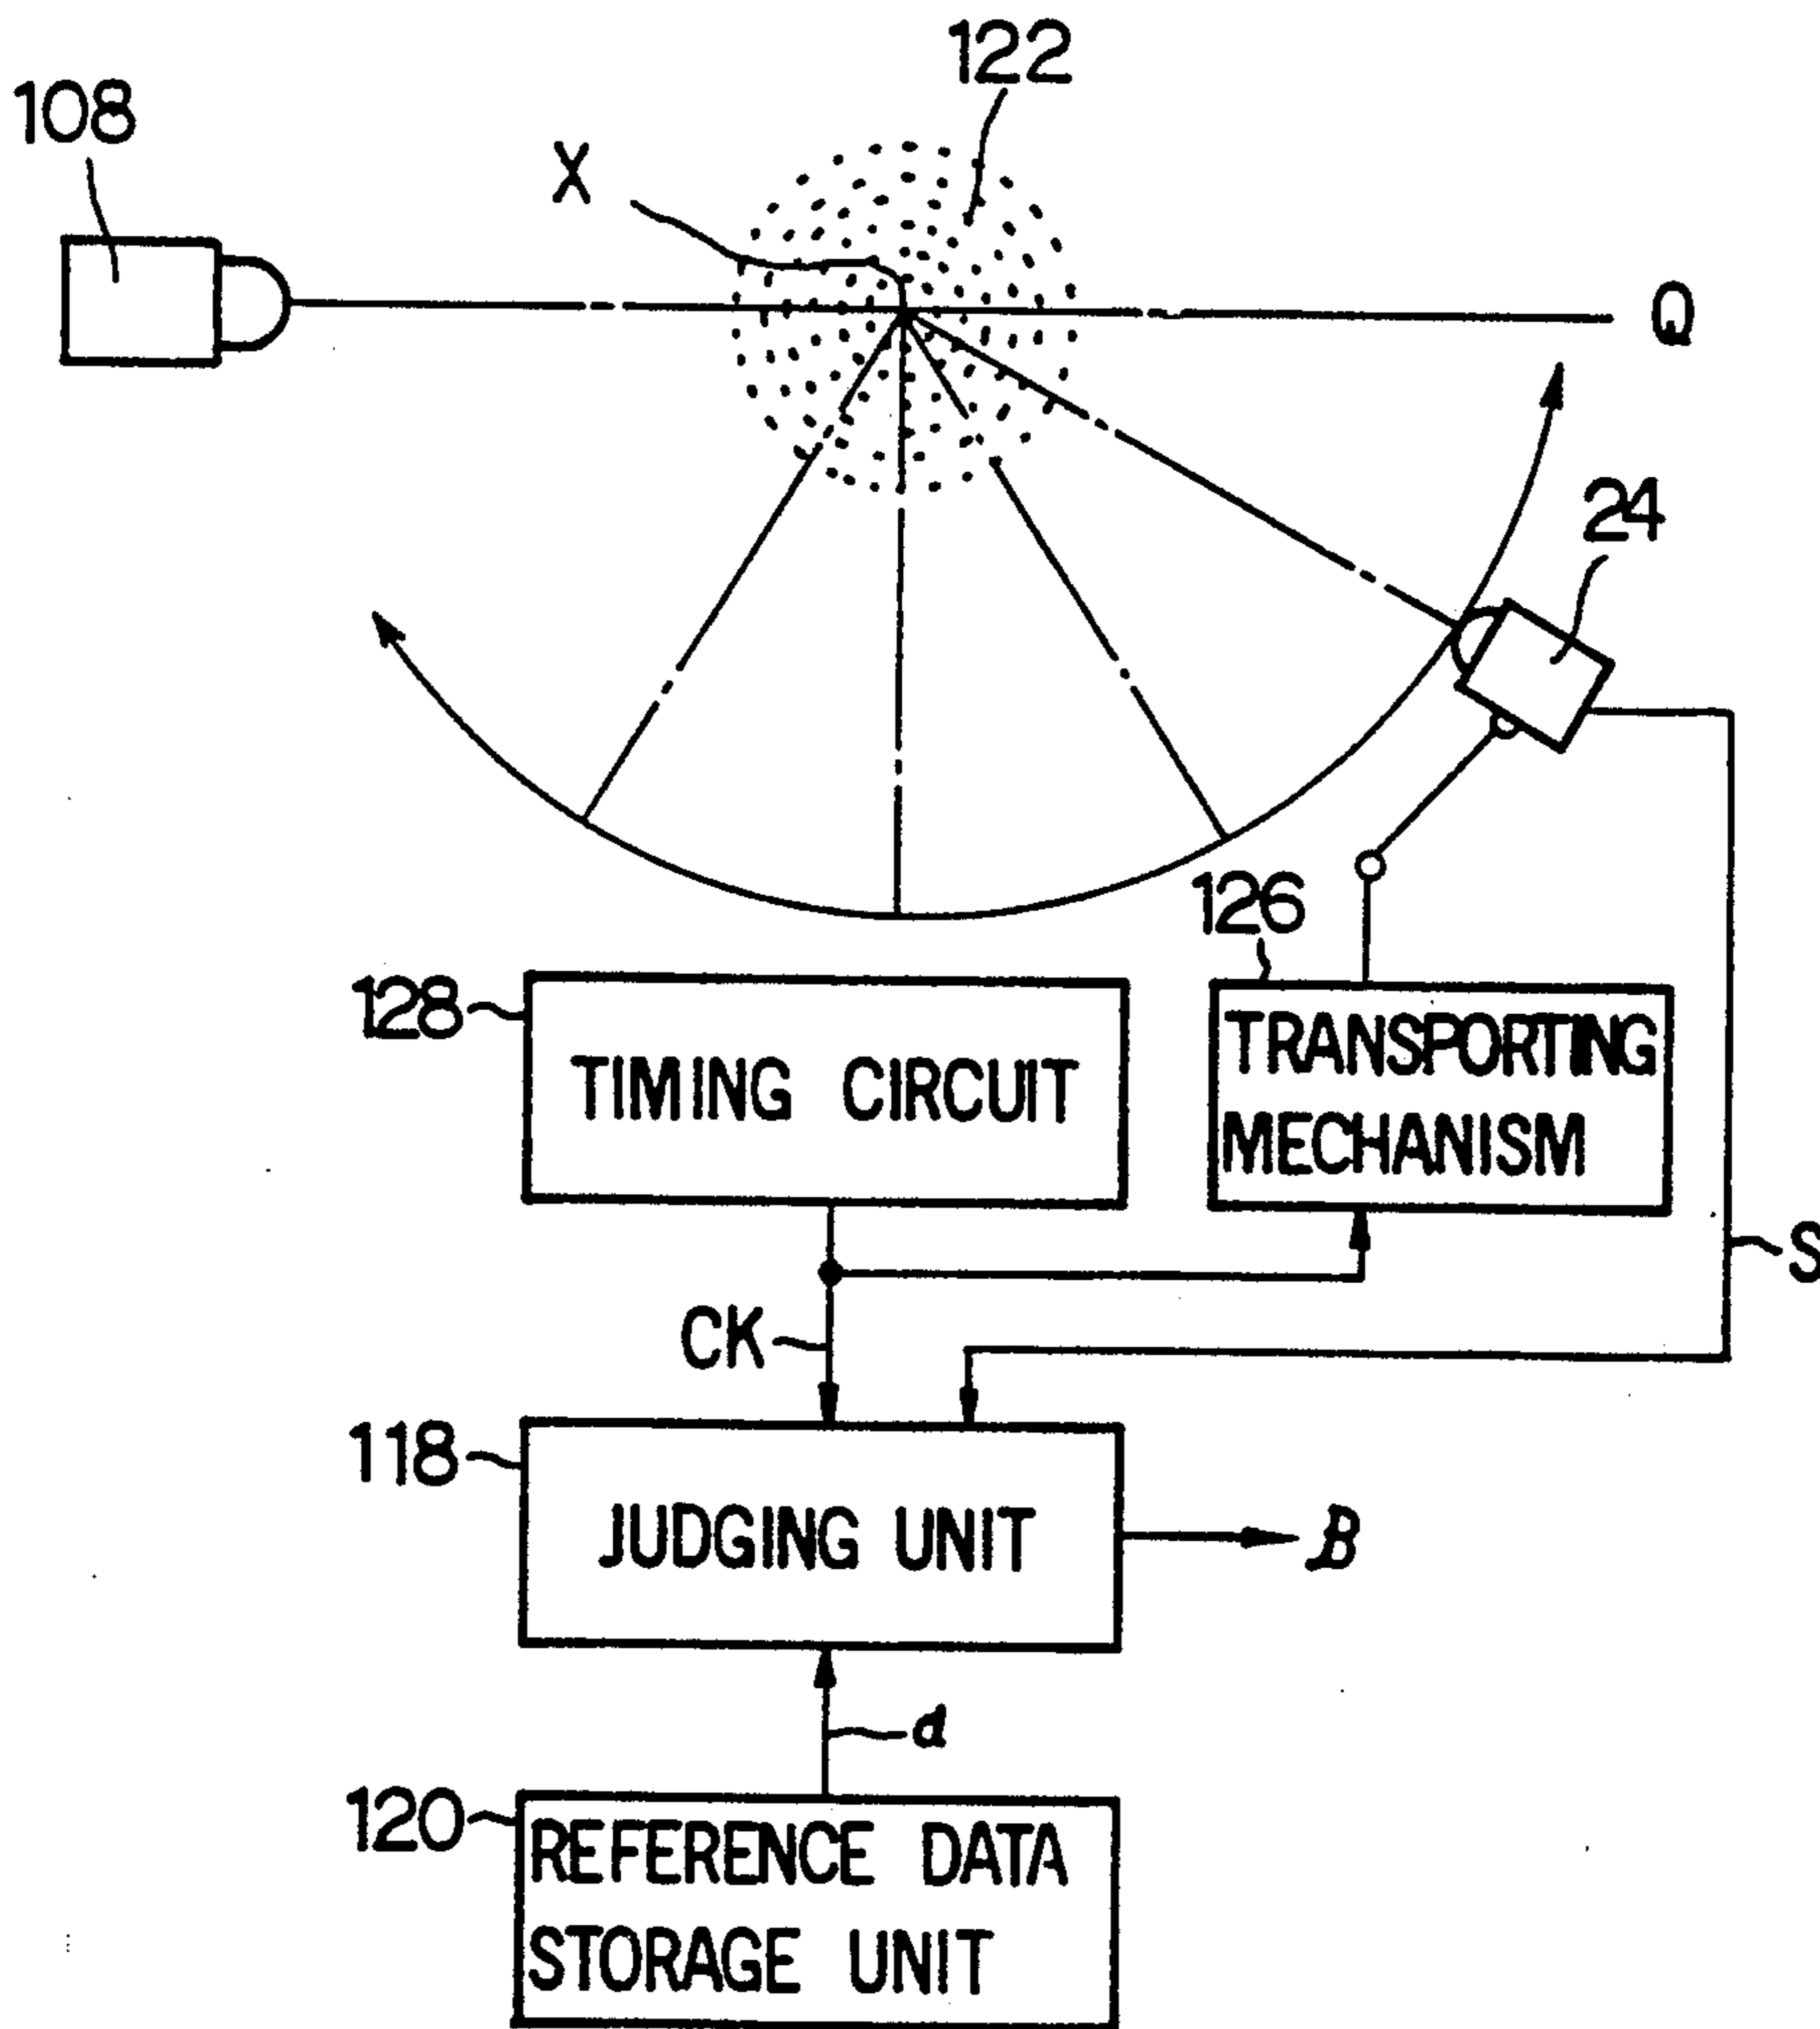 122
108
X
Q
24
126
128
TIMING CIRCUIT
TRANSPORTING
MECHANISM
S
CK
118
JUDGING UNIT
B
d
120
REFERENCE DATA
STORAGE UNIT